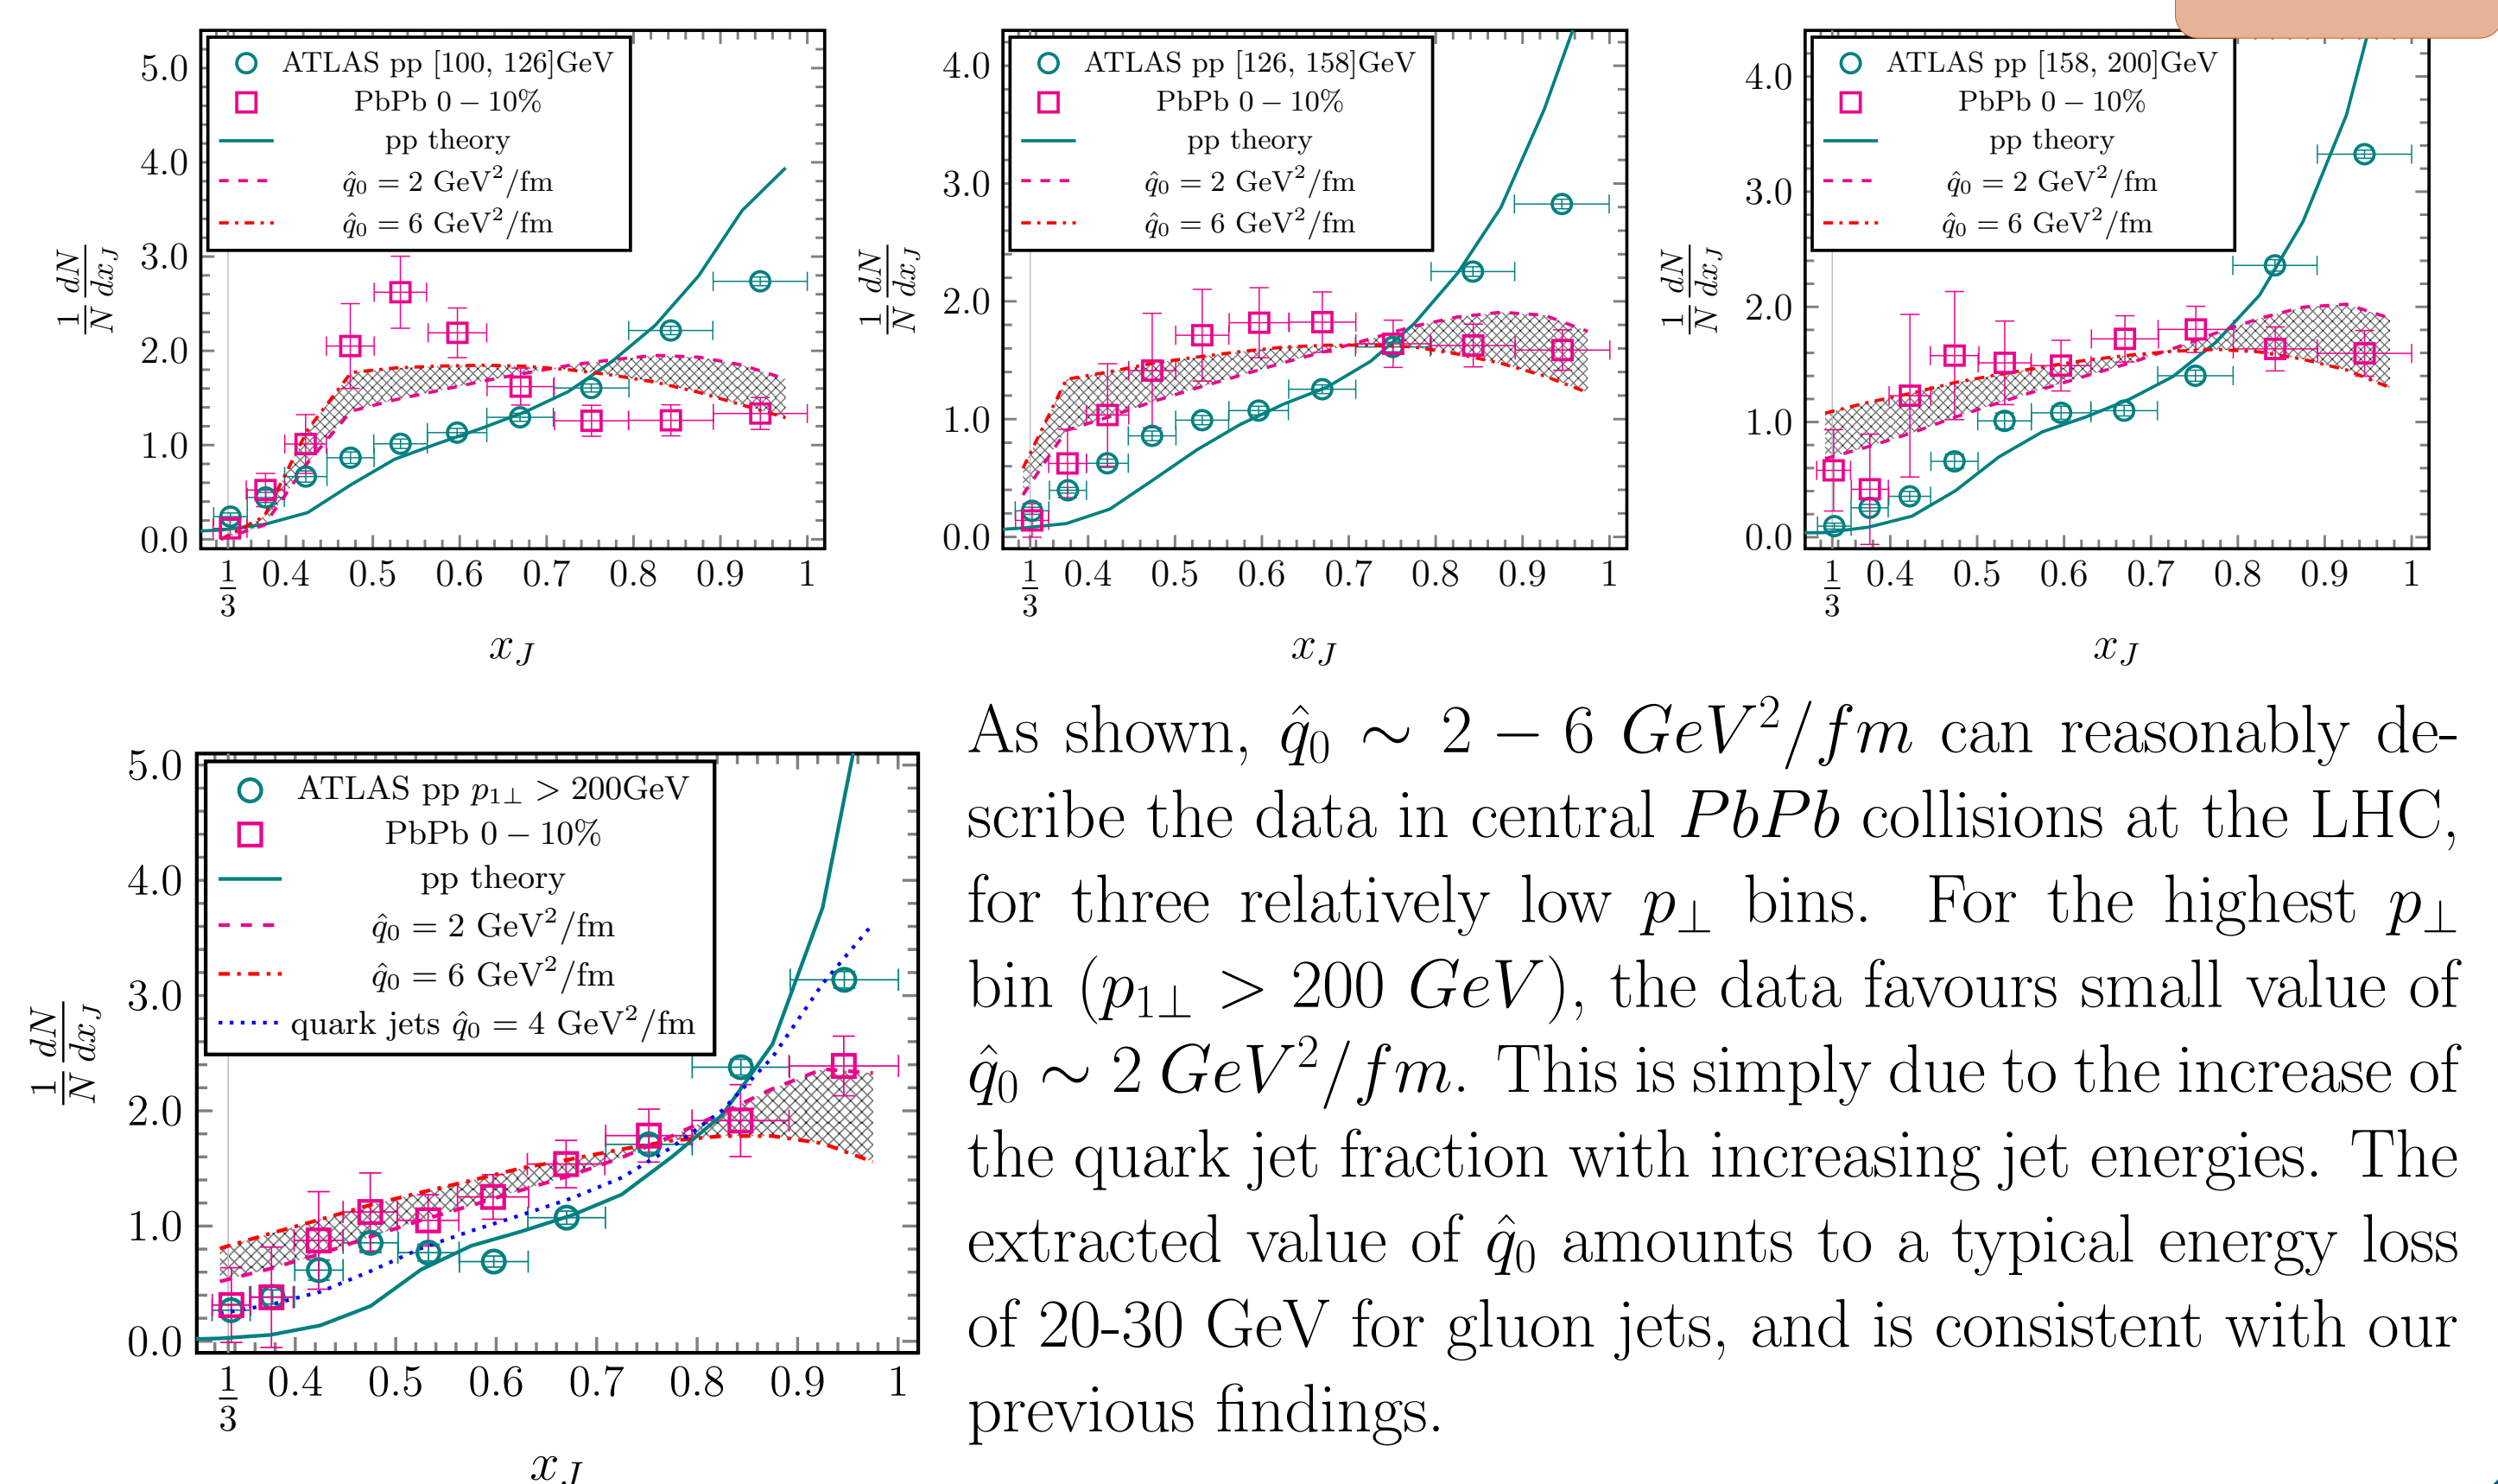 ATLAS pp [100, 126]GeV
PbPb 0 − 10%
pp theory
q̂₀ = 2 GeV²/fm
q̂₀ = 6 GeV²/fm
5.0
4.0
3.0
2.0
1.0
0.0
1/N dN/dx_J
1/3 0.4 0.5 0.6 0.7 0.8 0.9 1
x_J
ATLAS pp [126, 158]GeV
PbPb 0 − 10%
pp theory
q̂₀ = 2 GeV²/fm
q̂₀ = 6 GeV²/fm
4.0
3.0
2.0
1.0
0.0
1/N dN/dx_J
1/3 0.4 0.5 0.6 0.7 0.8 0.9 1
x_J
ATLAS pp [158, 200]GeV
PbPb 0 − 10%
pp theory
q̂₀ = 2 GeV²/fm
q̂₀ = 6 GeV²/fm
4.0
3.0
2.0
1.0
0.0
1/N dN/dx_J
1/3 0.4 0.5 0.6 0.7 0.8 0.9 1
x_J
ATLAS pp p₁⊥ > 200GeV
PbPb 0 − 10%
pp theory
q̂₀ = 2 GeV²/fm
q̂₀ = 6 GeV²/fm
quark jets q̂₀ = 4 GeV²/fm
5.0
4.0
3.0
2.0
1.0
0.0
1/N dN/dx_J
1/3 0.4 0.5 0.6 0.7 0.8 0.9 1
x_J
As shown, q̂₀ ∼ 2 − 6 GeV²/fm can reasonably de-
scribe the data in central PbPb collisions at the LHC,
for three relatively low p⊥ bins. For the highest p⊥
bin (p₁⊥ > 200 GeV), the data favours small value of
q̂₀ ∼ 2 GeV²/fm. This is simply due to the increase of
the quark jet fraction with increasing jet energies. The
extracted value of q̂₀ amounts to a typical energy loss
of 20-30 GeV for gluon jets, and is consistent with our
previous findings.